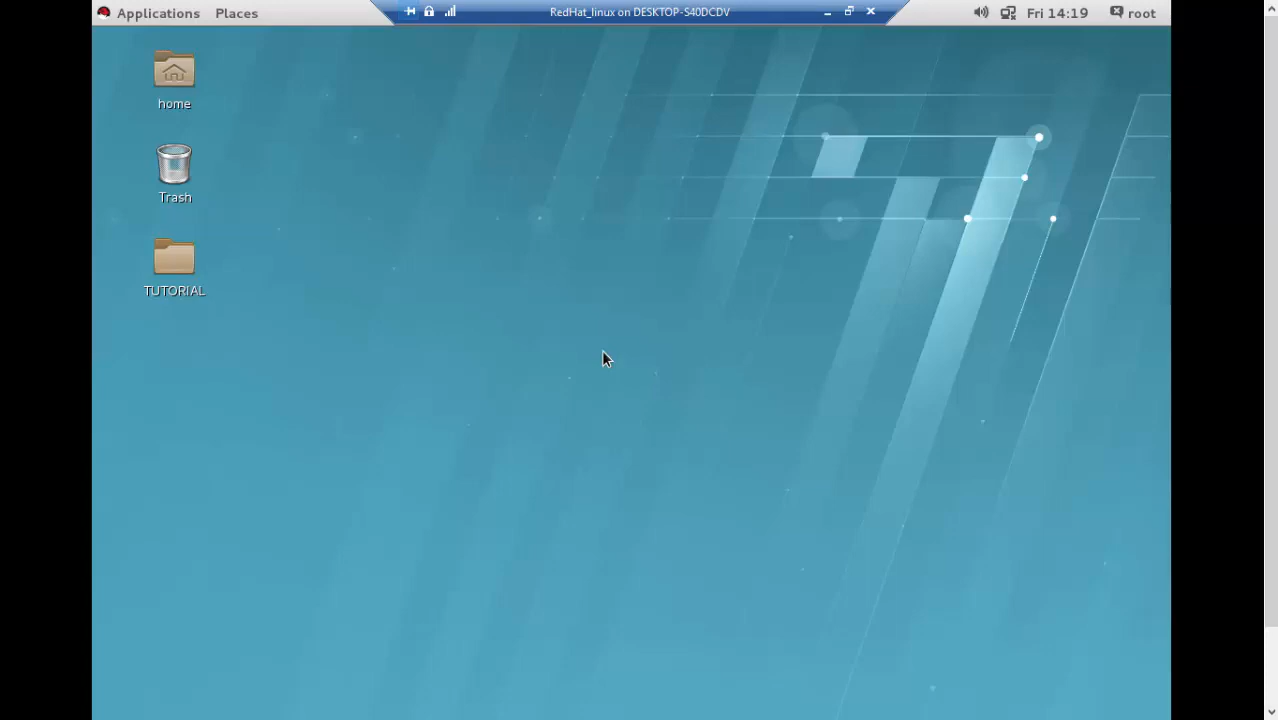 Applications Places RedHat_linux on DESKTOP-S40DCDV Fri 14:19 root
home
Trash
TUTORIAL